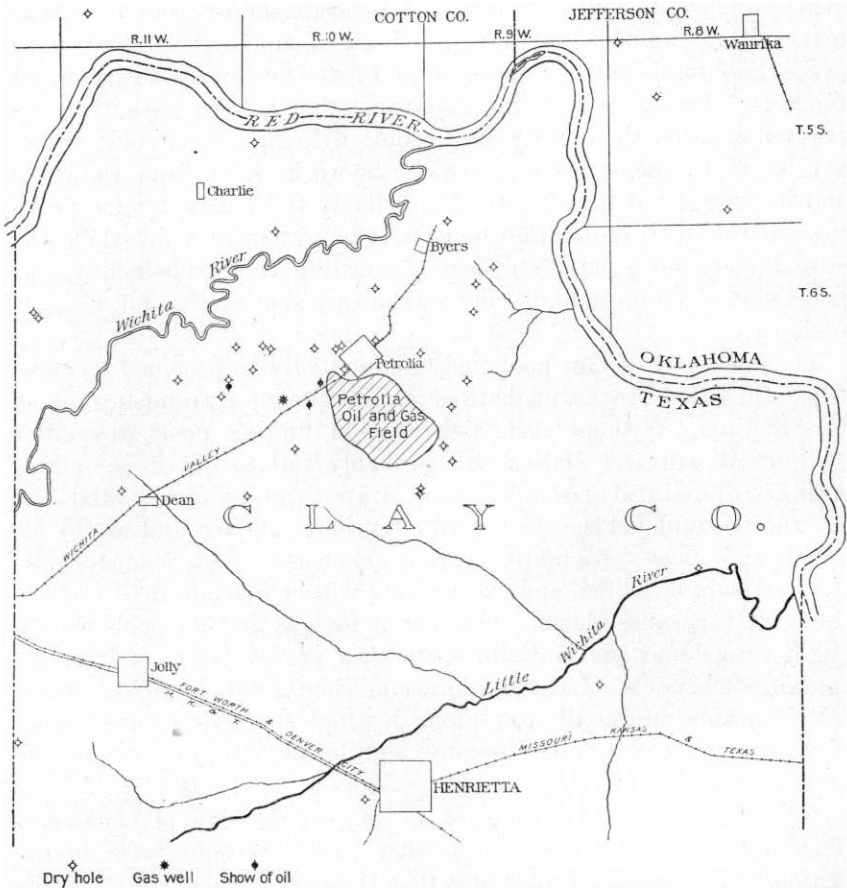 COTTON CO.
JEFFERSON CO.
R.11 W.
R.10 W.
R.9 W.
R.8 W.
Waurika
RED RIVER
T.5 S.
Charlie
Byers
Wichita River
T.6 S.
OKLAHOMA
TEXAS
Petrolia
Petrolia
Oil and Gas
Field
WICHITA VALLEY
Dean
CLAY CO.
Little Wichita River
Jolly
FORT WORTH
DENVER CITY
MISSOURI KANSAS & TEXAS
HENRIETTA
Dry hole
Gas well
Show of oil